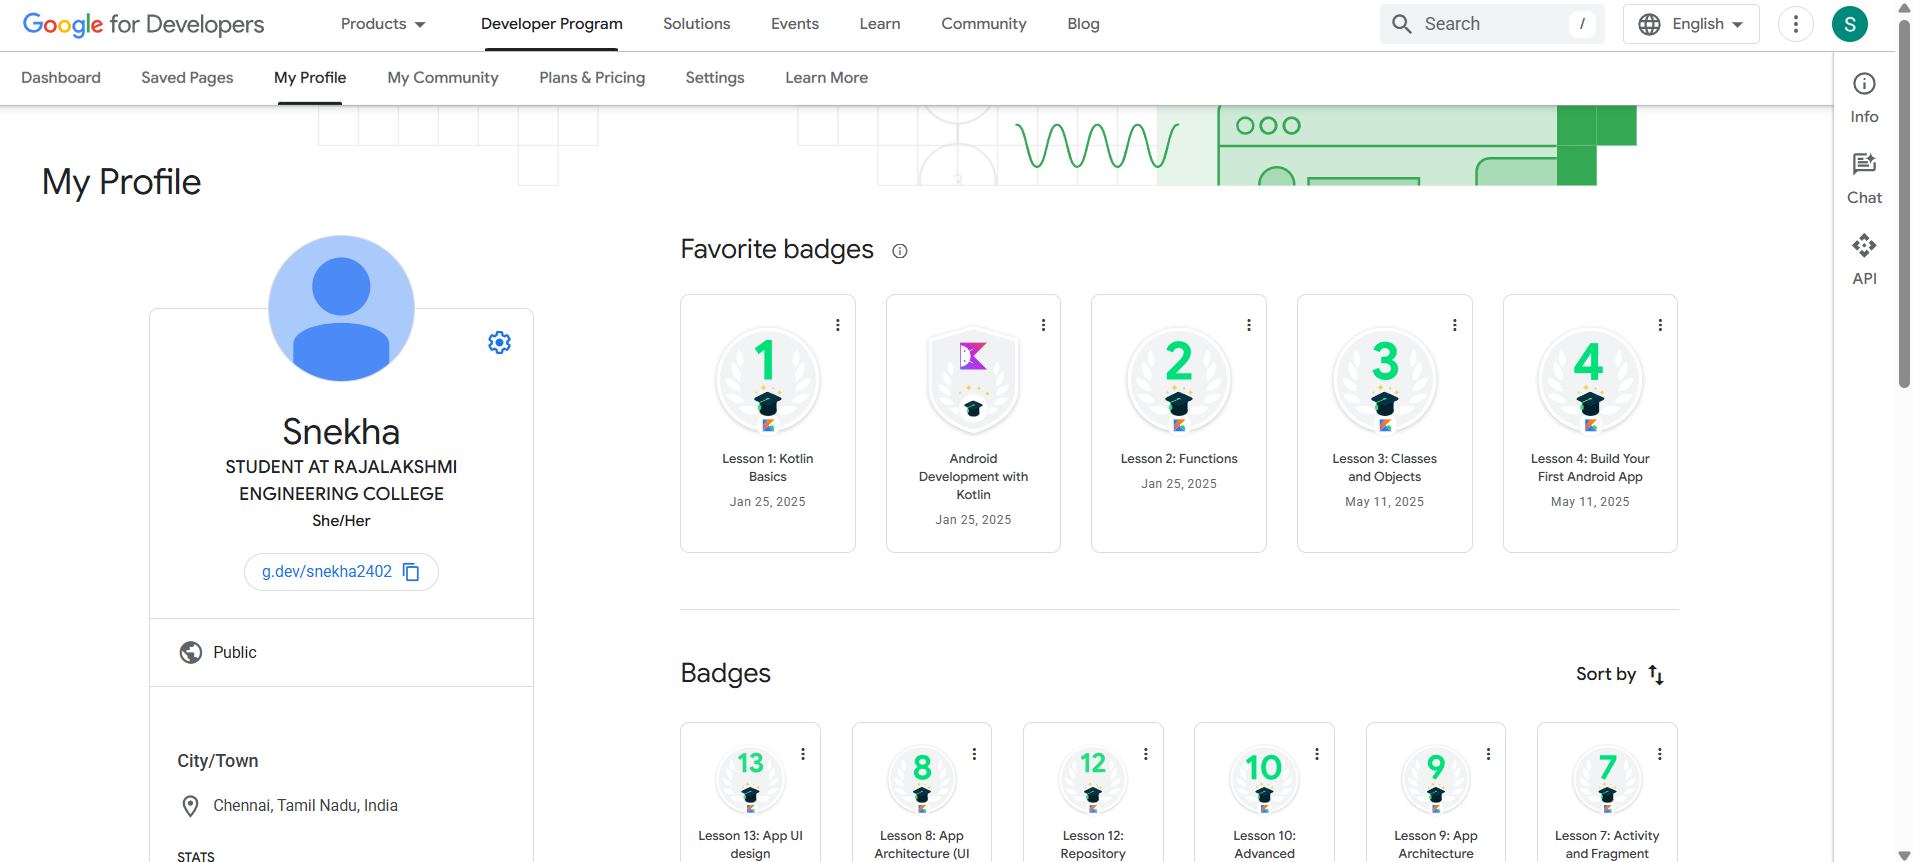 Google for Developers
Products
Developer Program
Solutions
Events
Learn
Community
Blog
Search
/
English
S
Dashboard
Saved Pages
My Profile
My Community
Plans & Pricing
Settings
Learn More
Info
Chat
API
My Profile
Snekha
STUDENT AT RAJALAKSHMI
ENGINEERING COLLEGE
She/Her
g.dev/snekha2402
Public
City/Town
Chennai, Tamil Nadu, India
STATS
Favorite badges
1
Lesson 1: Kotlin
Basics
Jan 25, 2025
Android
Development with
Kotlin
Jan 25, 2025
2
Lesson 2: Functions
Jan 25, 2025
3
Lesson 3: Classes
and Objects
May 11, 2025
4
Lesson 4: Build Your
First Android App
May 11, 2025
Badges
Sort by
13
Lesson 13: App UI
design
8
Lesson 8: App
Architecture (UI
12
Lesson 12:
Repository
10
Lesson 10:
Advanced
9
Lesson 9: App
Architecture
7
Lesson 7: Activity
and Fragment